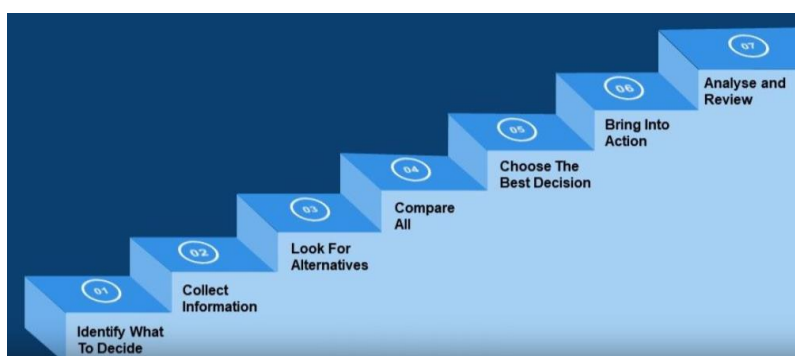 01
Identify What
To Decide
02
Collect
Information
03
Look For
Alternatives
04
Compare
All
05
Choose The
Best Decision
06
Bring Into
Action
07
Analyse and
Review